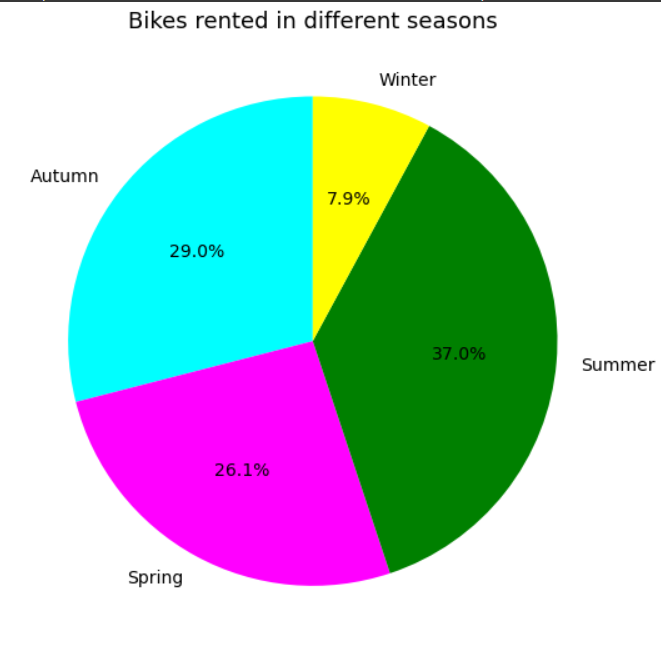 Bikes rented in different seasons
Winter
Autumn
7.9%
29.0%
37.0%
Summer
26.1%
Spring